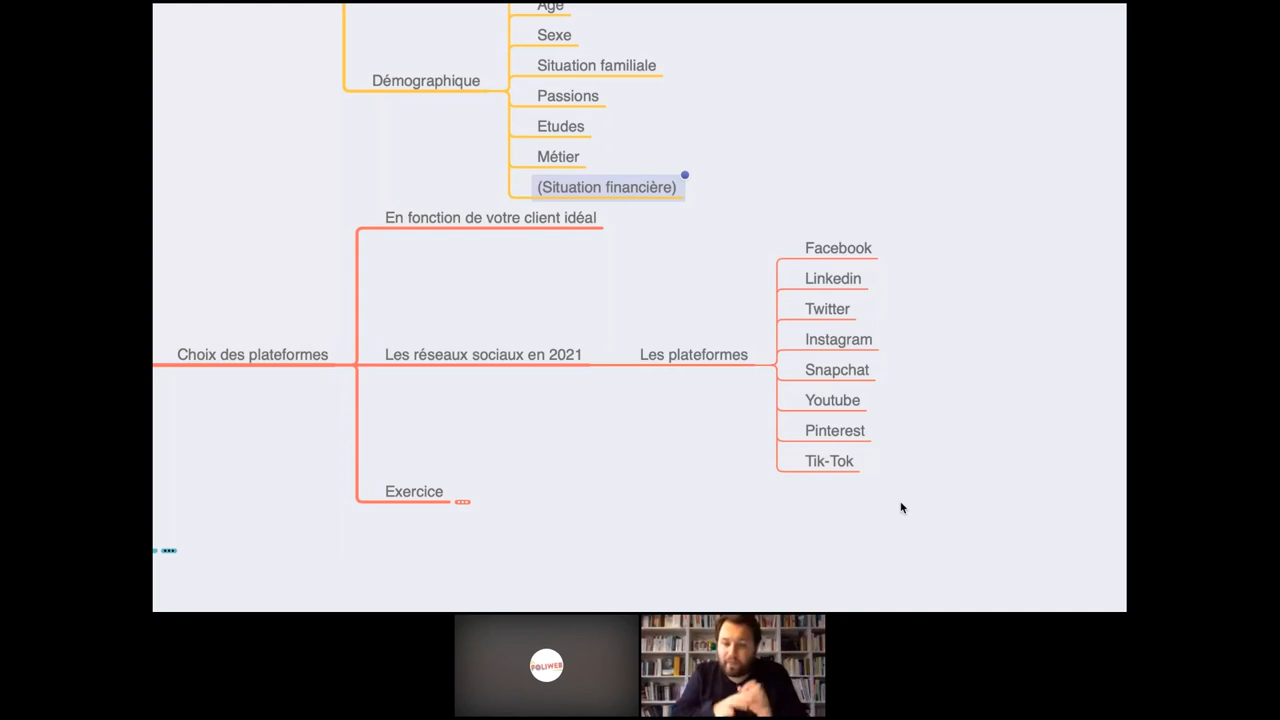 Age
Sexe
Situation familiale
Démographique
Passions
Etudes
Métier
(Situation financière)
En fonction de votre client idéal
Facebook
Linkedin
Twitter
Instagram
Choix des plateformes
Les réseaux sociaux en 2021
Les plateformes
Snapchat
Youtube
Pinterest
Tik-Tok
Exercice
POLIWEB